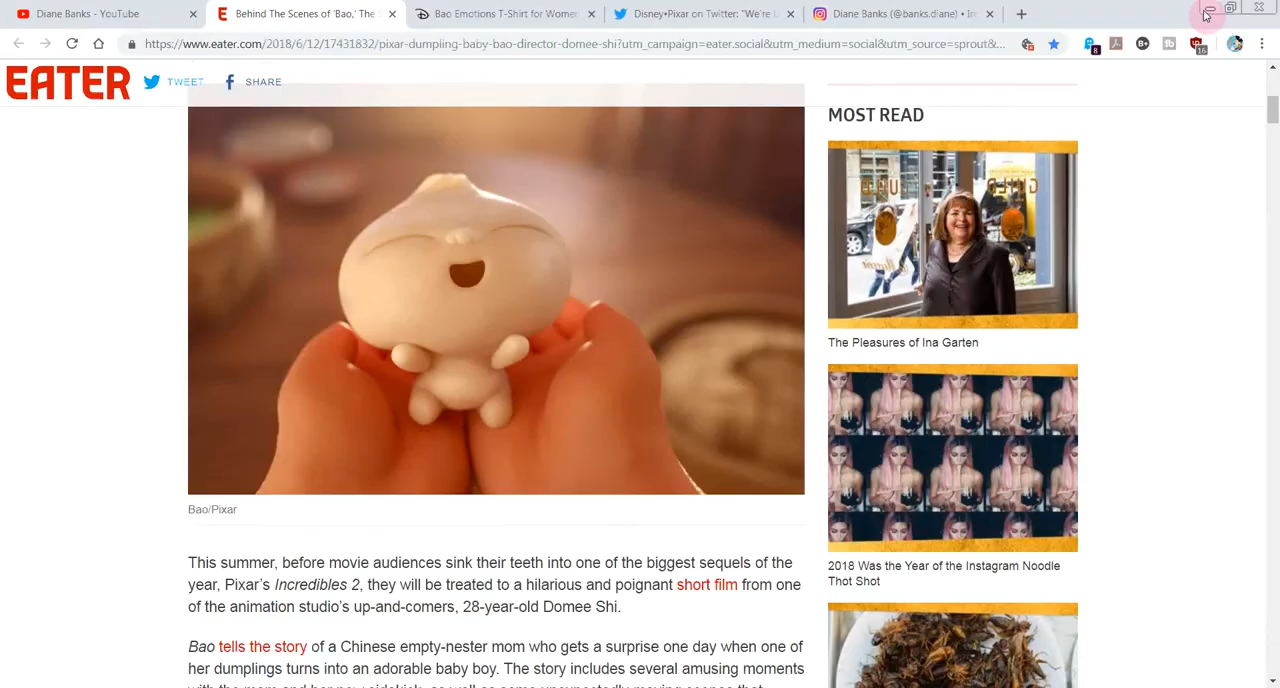 Diane Banks - YouTube
Behind The Scenes of 'Bao,' The S
Bao Emotions T-Shirt for Women
Disney•Pixar on Twitter: "We're L
Diane Banks (@banks.diane) • In
https://www.eater.com/2018/6/12/17431832/pixar-dumpling-baby-bao-director-domee-shi?utm_campaign=eater.social&utm_medium=social&utm_source=sprout&...
8
B+
tb
16
EATER
TWEET
SHARE
MOST READ
The Pleasures of Ina Garten
Bao/Pixar
This summer, before movie audiences sink their teeth into one of the biggest sequels of the
year, Pixar's Incredibles 2, they will be treated to a hilarious and poignant short film from one
of the animation studio's up-and-comers, 28-year-old Domee Shi.
2018 Was the Year of the Instagram Noodle
Thot Shot
Bao tells the story of a Chinese empty-nester mom who gets a surprise one day when one of
her dumplings turns into an adorable baby boy. The story includes several amusing moments